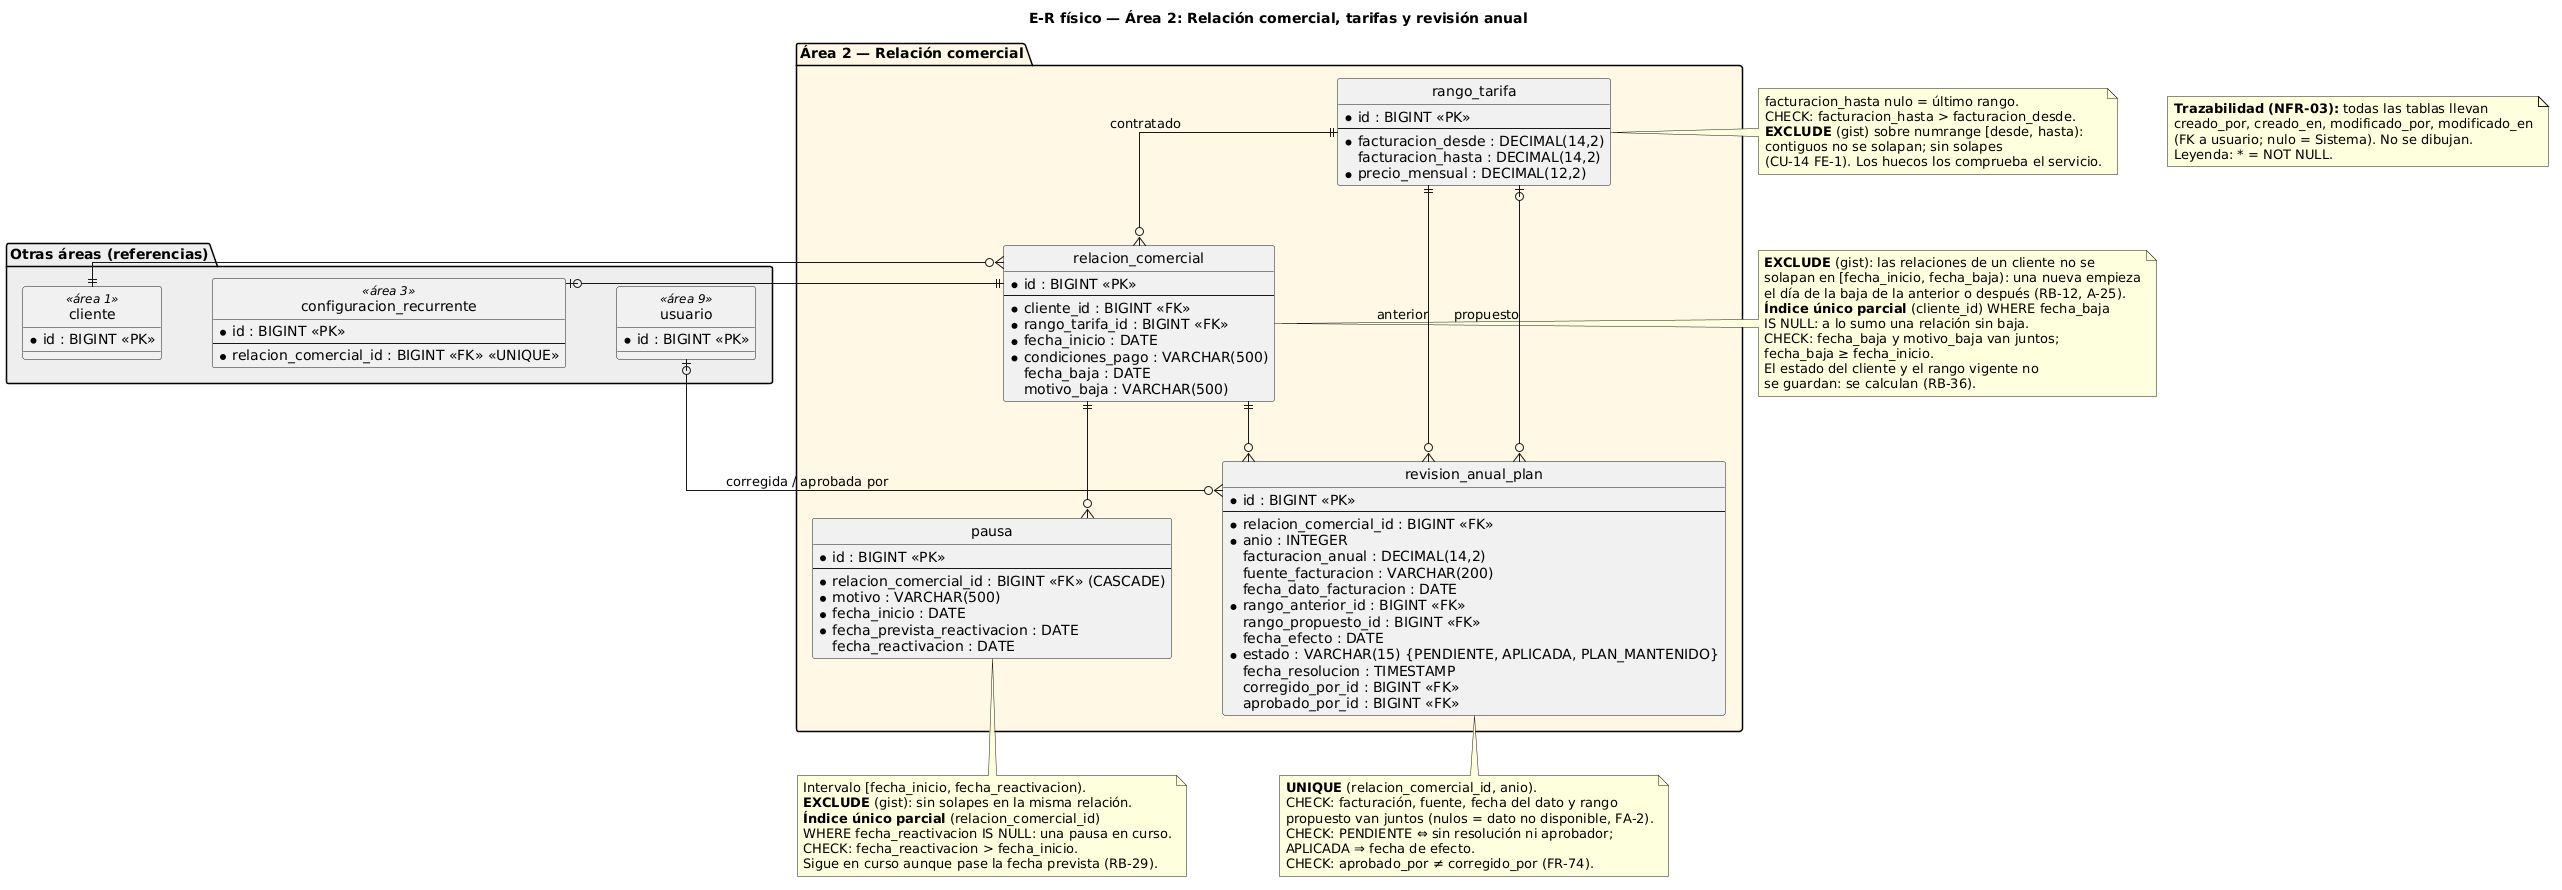 E-R físico — Área 2: Relación comercial, tarifas y revisión anual
Área 2 — Relación comercial
rango_tarifa
id : BIGINT «PK»
facturacion_desde : DECIMAL(14,2)
facturacion_hasta : DECIMAL(14,2)
precio_mensual : DECIMAL(12,2)
facturacion_hasta nulo = último rango.
CHECK: facturacion_hasta > facturacion_desde.
EXCLUDE (gist) sobre numrange [desde, hasta):
contiguos no se solapan; sin solapes
(CU-14 FE-1). Los huecos los comprueba el servicio.
Trazabilidad (NFR-03): todas las tablas llevan
creado_por, creado_en, modificado_por, modificado_en
(FK a usuario; nulo = Sistema). No se dibujan.
Leyenda: * = NOT NULL.
contratado
Otras áreas (referencias)
«área 1»
cliente
id : BIGINT «PK»
«área 3»
configuracion_recurrente
id : BIGINT «PK»
relacion_comercial_id : BIGINT «FK» «UNIQUE»
«área 9»
usuario
id : BIGINT «PK»
relacion_comercial
id : BIGINT «PK»
cliente_id : BIGINT «FK»
rango_tarifa_id : BIGINT «FK»
fecha_inicio : DATE
condiciones_pago : VARCHAR(500)
fecha_baja : DATE
motivo_baja : VARCHAR(500)
anterior
propuesto
EXCLUDE (gist): las relaciones de un cliente no se
solapan en [fecha_inicio, fecha_baja): una nueva empieza
el día de la baja de la anterior o después (RB-12, A-25).
Índice único parcial (cliente_id) WHERE fecha_baja
IS NULL: a lo sumo una relación sin baja.
CHECK: fecha_baja y motivo_baja van juntos;
fecha_baja ≥ fecha_inicio.
El estado del cliente y el rango vigente no
se guardan: se calculan (RB-36).
corregida / aprobada por
pausa
id : BIGINT «PK»
relacion_comercial_id : BIGINT «FK» (CASCADE)
motivo : VARCHAR(500)
fecha_inicio : DATE
fecha_prevista_reactivacion : DATE
fecha_reactivacion : DATE
revision_anual_plan
id : BIGINT «PK»
relacion_comercial_id : BIGINT «FK»
anio : INTEGER
facturacion_anual : DECIMAL(14,2)
fuente_facturacion : VARCHAR(200)
fecha_dato_facturacion : DATE
rango_anterior_id : BIGINT «FK»
rango_propuesto_id : BIGINT «FK»
fecha_efecto : DATE
estado : VARCHAR(15) {PENDIENTE, APLICADA, PLAN_MANTENIDO}
fecha_resolucion : TIMESTAMP
corregido_por_id : BIGINT «FK»
aprobado_por_id : BIGINT «FK»
Intervalo [fecha_inicio, fecha_reactivacion).
EXCLUDE (gist): sin solapes en la misma relación.
Índice único parcial (relacion_comercial_id)
WHERE fecha_reactivacion IS NULL: una pausa en curso.
CHECK: fecha_reactivacion > fecha_inicio.
Sigue en curso aunque pase la fecha prevista (RB-29).
UNIQUE (relacion_comercial_id, anio).
CHECK: facturación, fuente, fecha del dato y rango
propuesto van juntos (nulos = dato no disponible, FA-2).
CHECK: PENDIENTE ⇔ sin resolución ni aprobador;
APLICADA ⇒ fecha de efecto.
CHECK: aprobado_por ≠ corregido_por (FR-74).